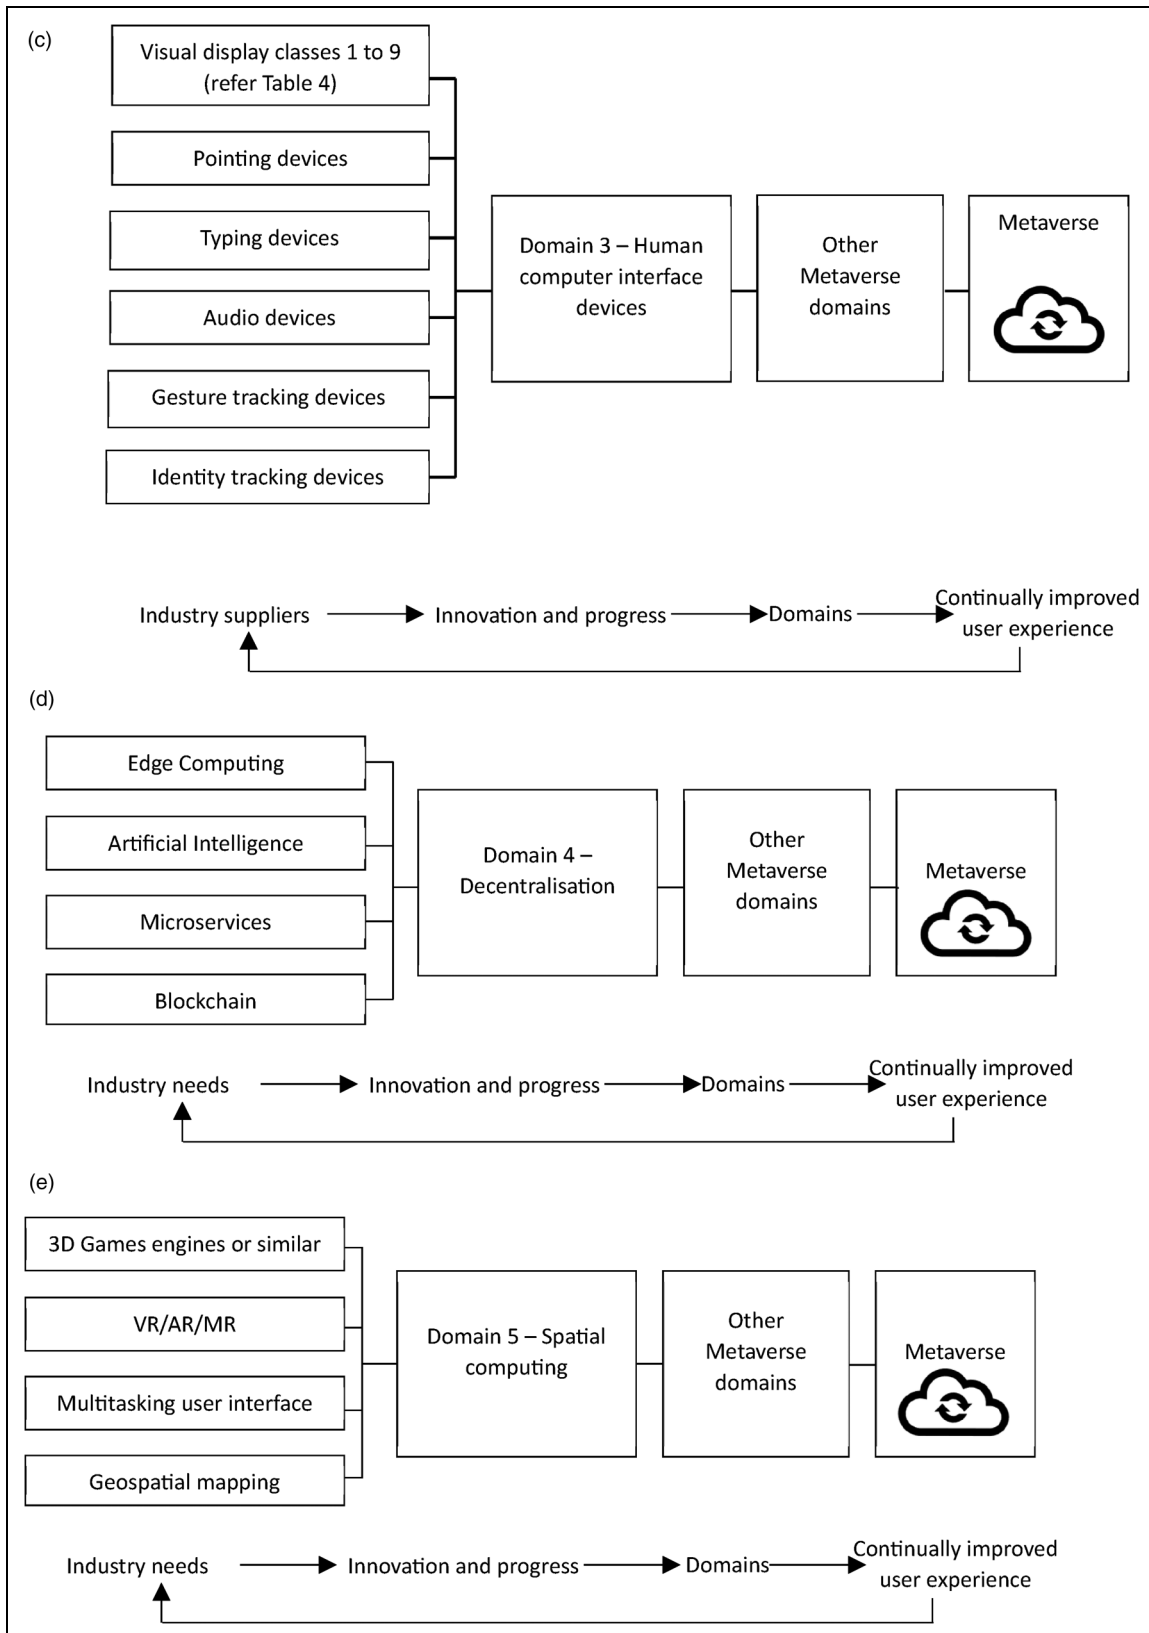 (c)
Visual display classes 1 to 9
(refer Table 4)
Pointing devices
Typing devices
Audio devices
Gesture tracking devices
Identity tracking devices
Domain 3 – Human
computer interface
devices
Other
Metaverse
domains
Metaverse
Industry suppliers
Innovation and progress
Domains
Continually improved
user experience
(d)
Edge Computing
Artificial Intelligence
Microservices
Blockchain
Domain 4 –
Decentralisation
Other
Metaverse
domains
Metaverse
Industry needs
Innovation and progress
Domains
Continually improved
user experience
(e)
3D Games engines or similar
VR/AR/MR
Multitasking user interface
Geospatial mapping
Domain 5 – Spatial
computing
Other
Metaverse
domains
Metaverse
Industry needs
Innovation and progress
Domains
Continually improved
user experience